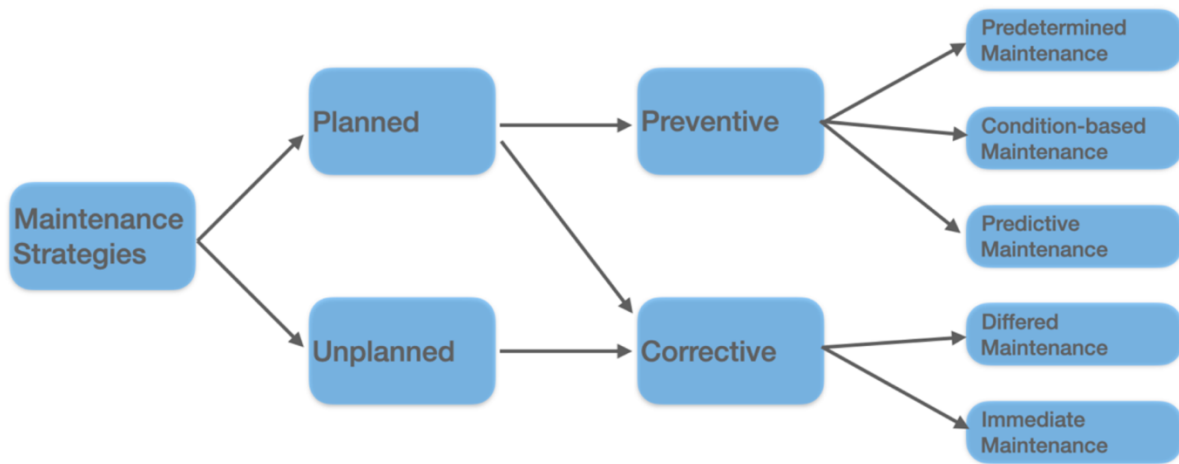 Maintenance
Strategies
Planned
Unplanned
Preventive
Corrective
Predetermined
Maintenance
Condition-based
Maintenance
Predictive
Maintenance
Differed
Maintenance
Immediate
Maintenance